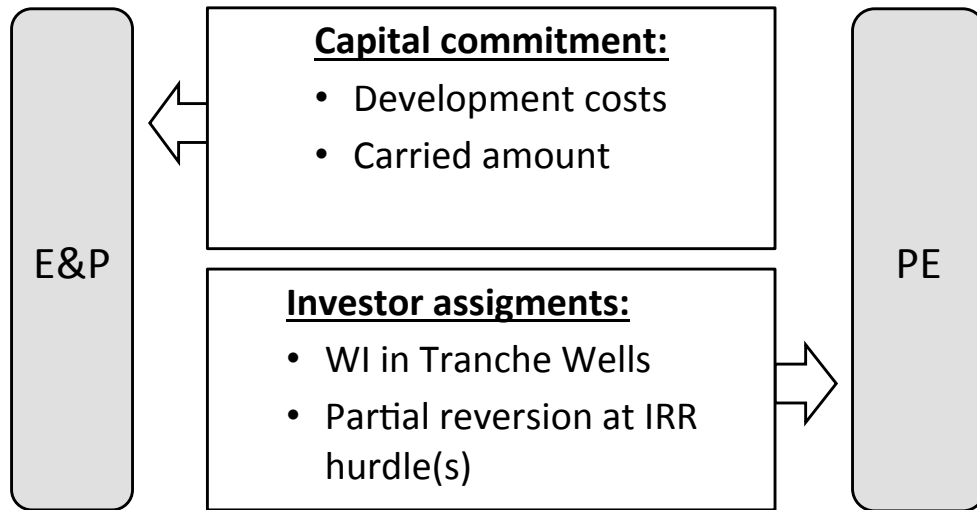 Capital commitment:
• Development costs
• Carried amount
E&P
PE
Investor assigments:
• WI in Tranche Wells
• Partial reversion at IRR
hurdle(s)